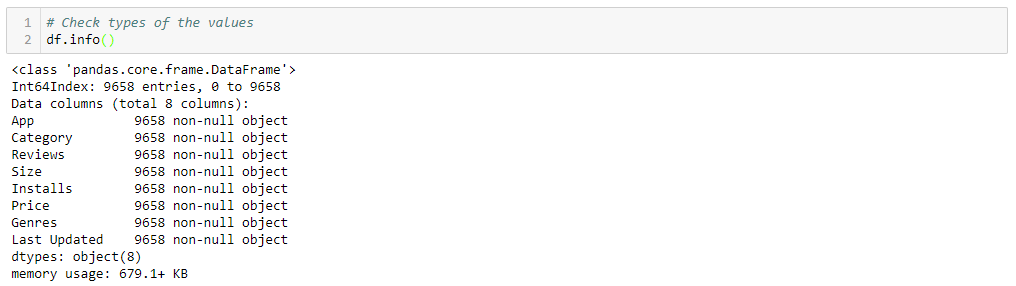 1 # Check types of the values
2 df.info()
<class 'pandas.core.frame.DataFrame'>
Int64Index: 9658 entries, 0 to 9658
Data columns (total 8 columns):
App             9658 non-null object
Category        9658 non-null object
Reviews         9658 non-null object
Size            9658 non-null object
Installs        9658 non-null object
Price           9658 non-null object
Genres          9658 non-null object
Last Updated    9658 non-null object
dtypes: object(8)
memory usage: 679.1+ KB